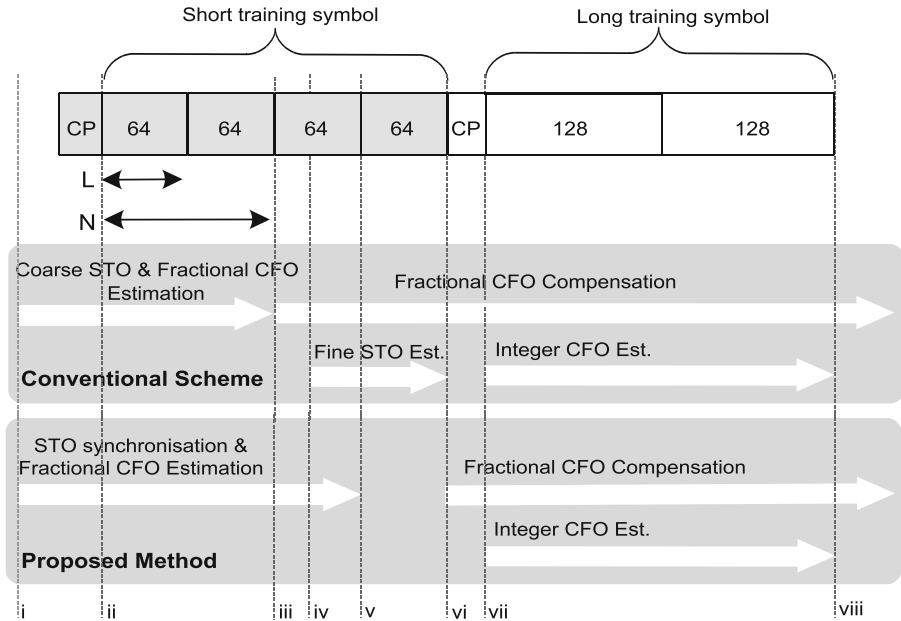 Short training symbol
Long training symbol
CP 64 64 64 64 CP 128 128
L
N
Coarse STO & Fractional CFO
Estimation
Fractional CFO Compensation
Fine STO Est.
Integer CFO Est.
Conventional Scheme
STO synchronisation &
Fractional CFO Estimation
Fractional CFO Compensation
Integer CFO Est.
Proposed Method
i ii iii iv v vi vii viii